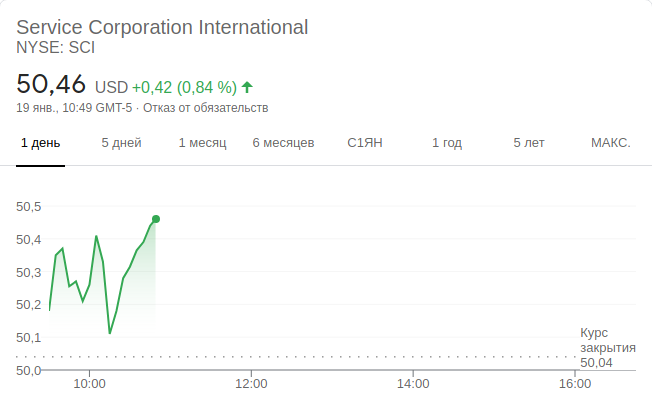 Service Corporation International
NYSE: SCI
50,46 USD +0,42 (0,84 %)
19 янв., 10:49 GMT-5 · Отказ от обязательств
1 день 5 дней 1 месяц 6 месяцев С1ЯН 1 год 5 лет МАКС.
50,5
50,4
50,3
50,2
50,1
50,0
Курс
закрытия
50,04
10:00 12:00 14:00 16:00